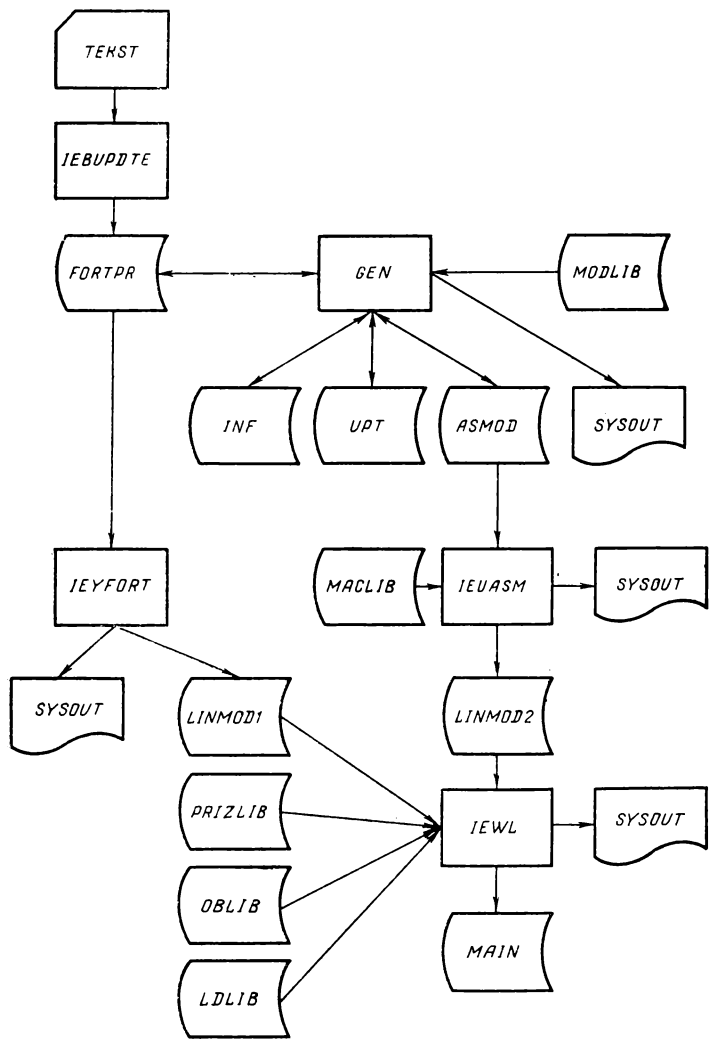 TEKST
IEBUPDTE
FORTPR
GEN
MODLIB
INF
UPT
ASMOD
SYSOUT
IEYFORT
MACLIB
IEUASM
SYSOUT
SYSOUT
LINMOD1
LINMOD2
PRIZLIB
IEWL
SYSOUT
OBLIB
MAIN
LDLIB